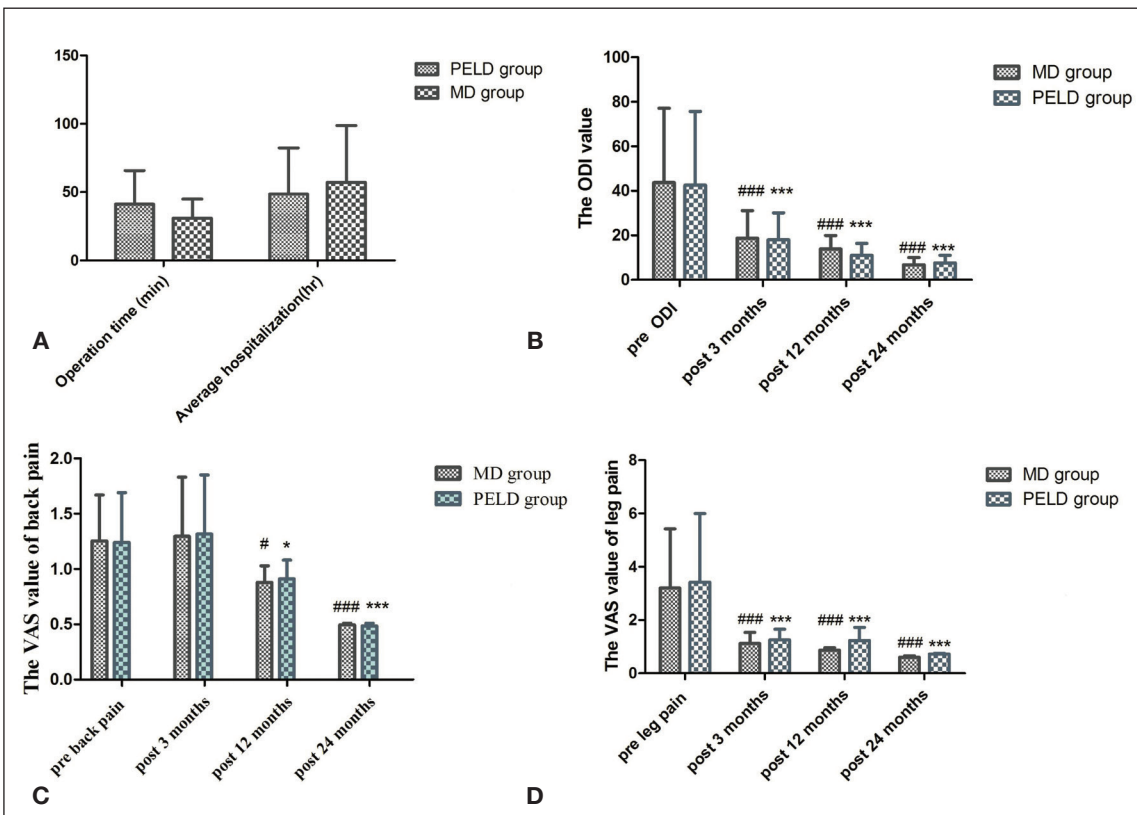 150
100
50
0
PELD group
MD group
Operation time (min)
Average hospitalization(hr)
A
The ODI value
100
80
60
40
20
0
MD group
PELD group
### ***
### ***
### ***
pre ODI
post 3 months
post 12 months
post 24 months
B
The VAS value of back pain
2.0
1.5
1.0
0.5
0.0
MD group
PELD group
# *
### ***
pre back pain
post 3 months
post 12 months
post 24 months
C
The VAS value of leg pain
8
6
4
2
0
MD group
PELD group
### ***
### ***
### ***
pre leg pain
post 3 months
post 12 months
post 24 months
D